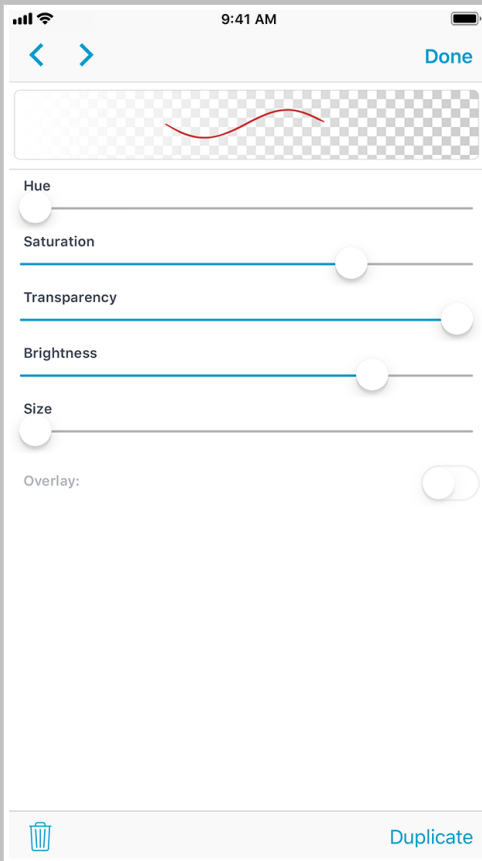 9:41 AM
Done
Hue
Saturation
Transparency
Brightness
Size
Overlay:
Duplicate